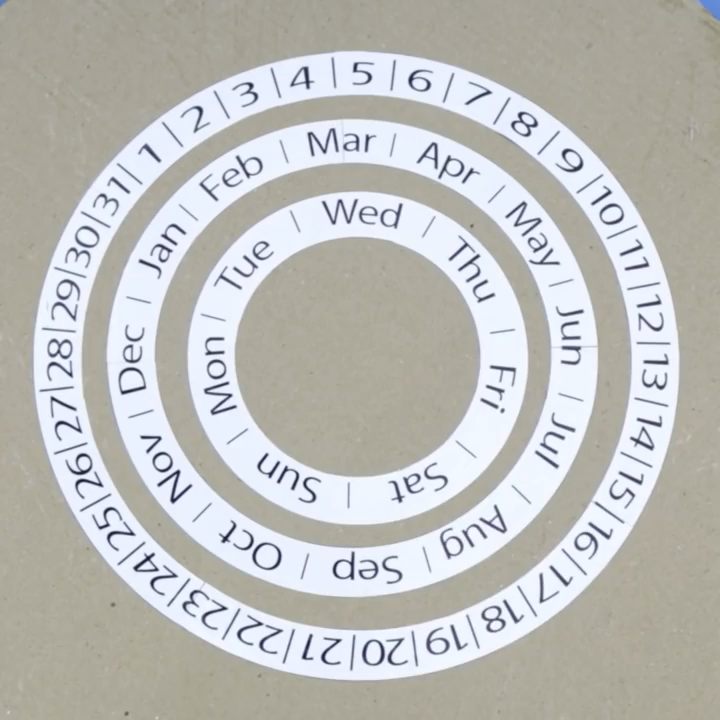 1 | 2 | 3 | 4 | 5 | 6 | 7 | 8 | 9 | 10 | 11 | 12 | 13 | 14 | 15 | 16 | 17 | 18 | 19 | 20 | 21 | 22 | 23 | 24 | 25 | 26 | 27 | 28 | 29 | 30 | 31 |
Jan | Feb | Mar | Apr | May | Jun | Jul | Aug | Sep | Oct | Nov | Dec |
Mon | Tue | Wed | Thu | Fri | Sat | Sun |